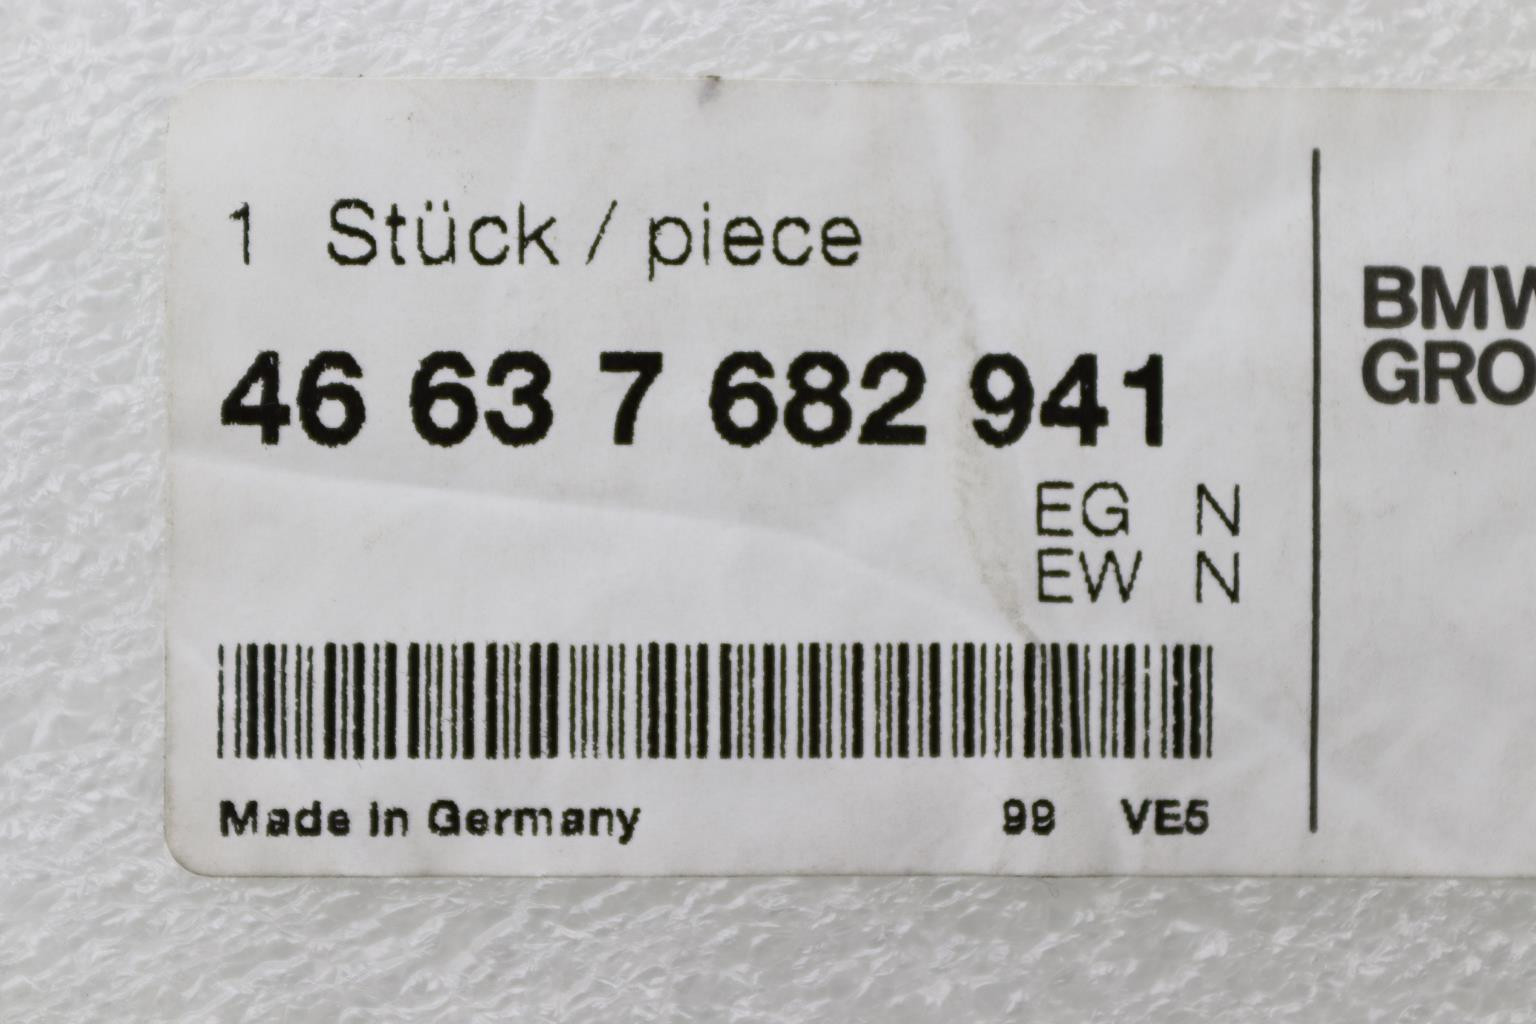 1 Stück / piece
46 63 7 682 941
EG N
EW N
Made in Germany 99 VE5
BMW
GRO